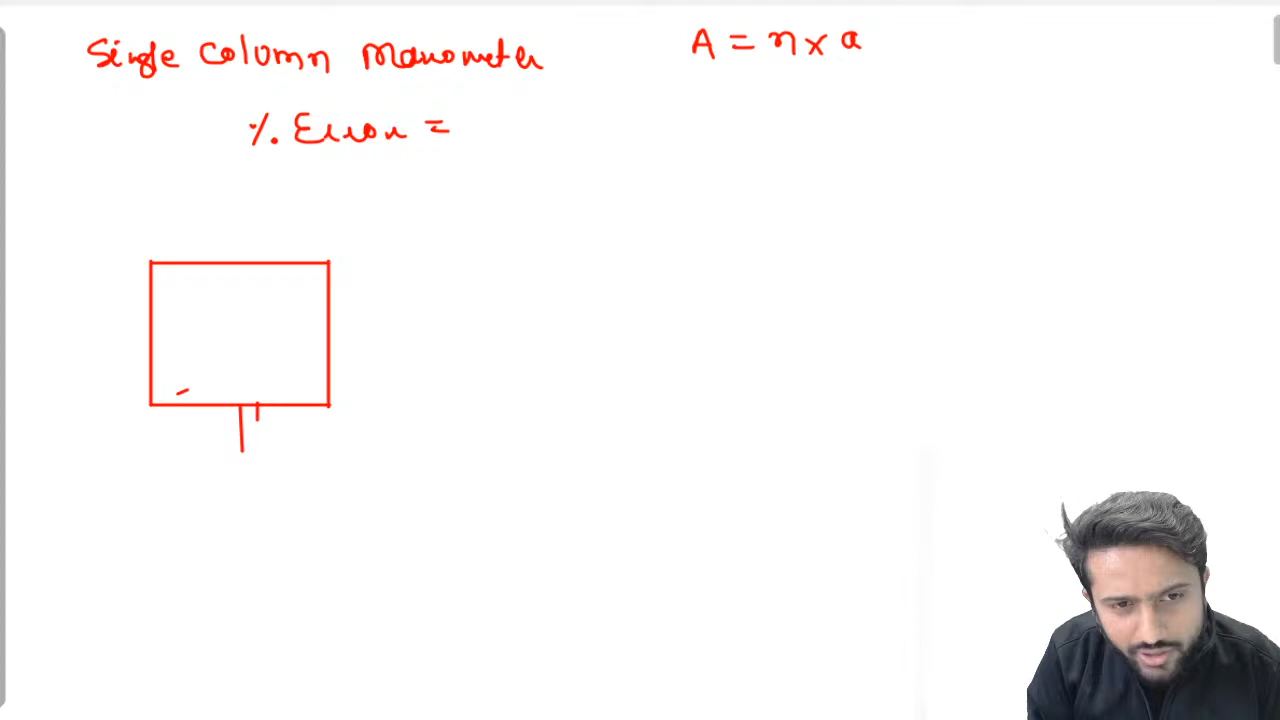 Single column manometer
A = n x a
% Error =